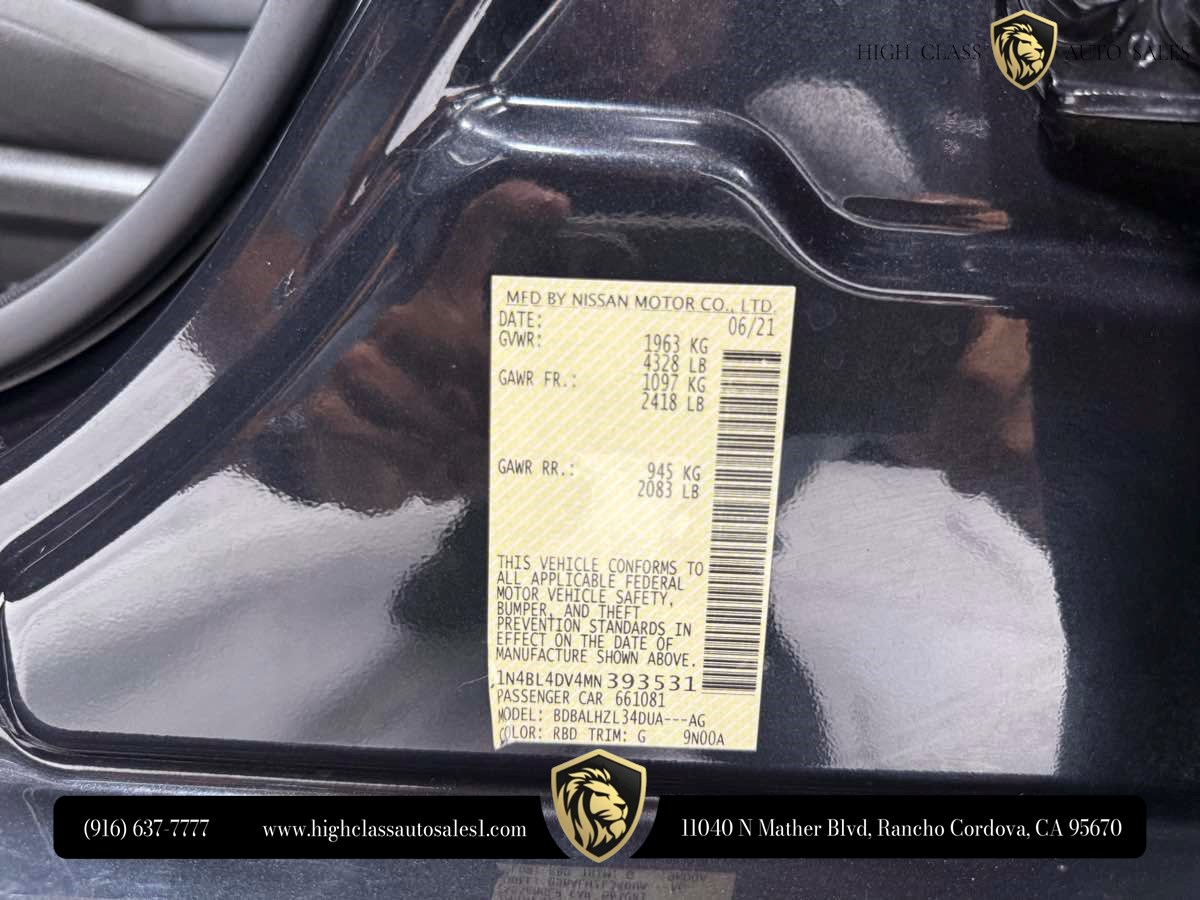 HIGH CLASS AUTO SALES
MFD BY NISSAN MOTOR CO., LTD.
DATE: 06/21
GVWR: 1963 KG
4328 LB
GAWR FR.: 1097 KG
2418 LB
GAWR RR.: 945 KG
2083 LB
THIS VEHICLE CONFORMS TO
ALL APPLICABLE FEDERAL
MOTOR VEHICLE SAFETY,
BUMPER, AND THEFT
PREVENTION STANDARDS IN
EFFECT ON THE DATE OF
MANUFACTURE SHOWN ABOVE.
1N4BL4DV4MN393531
PASSENGER CAR 661081
MODEL: BDBALHZL34DUA---AG
COLOR: RBD TRIM: G 9N00A
(916) 637-7777 www.highclassautosales1.com 11040 N Mather Blvd, Rancho Cordova, CA 95670